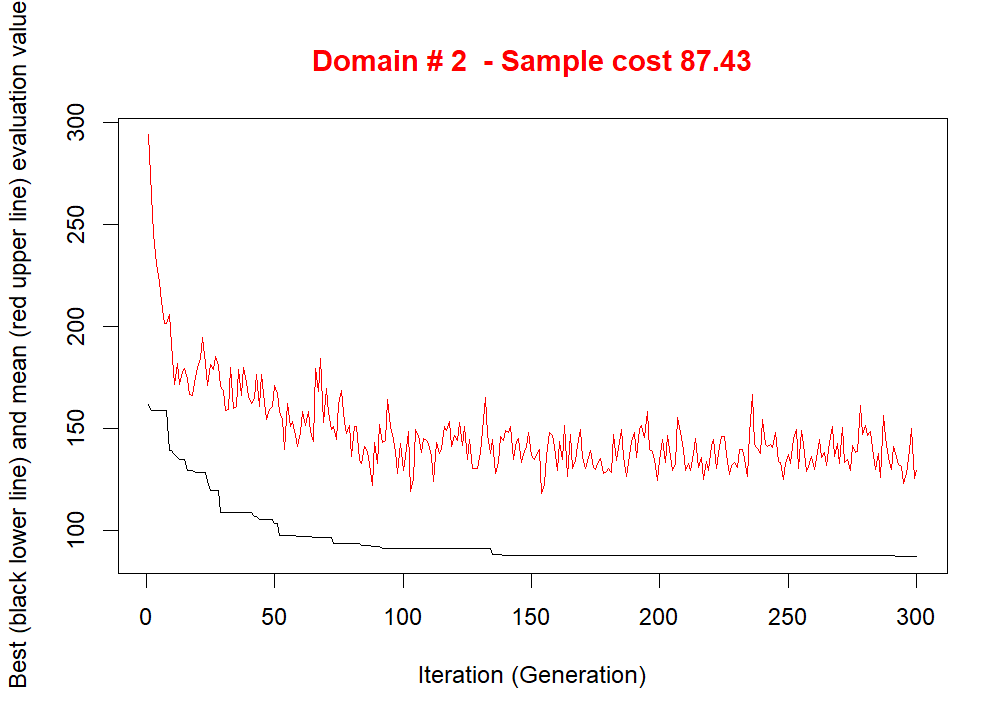 Domain # 2  - Sample cost 87.43
Best (black lower line) and mean (red upper line) evaluation value
300
250
200
150
100
0 50 100 150 200 250 300
Iteration (Generation)